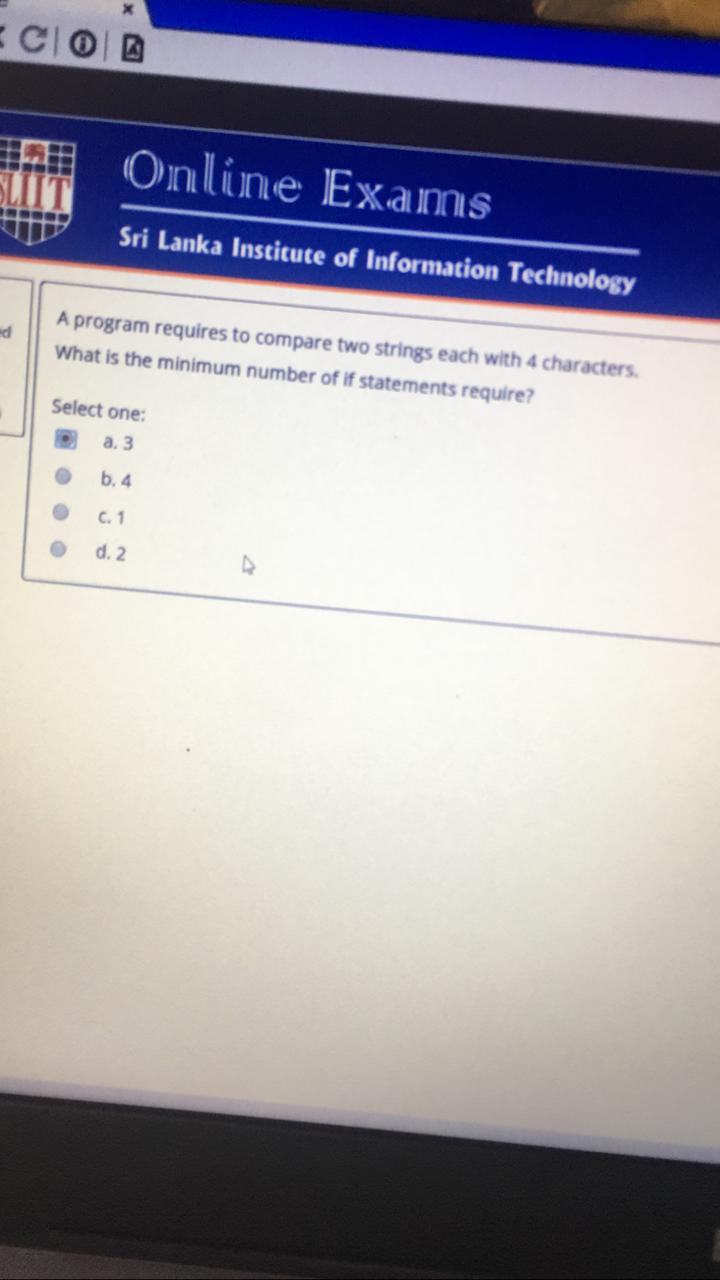 SLIIT
Online Exams
Sri Lanka Institute of Information Technology
A program requires to compare two strings each with 4 characters.
What is the minimum number of if statements require?
Select one:
a. 3
b. 4
c. 1
d. 2